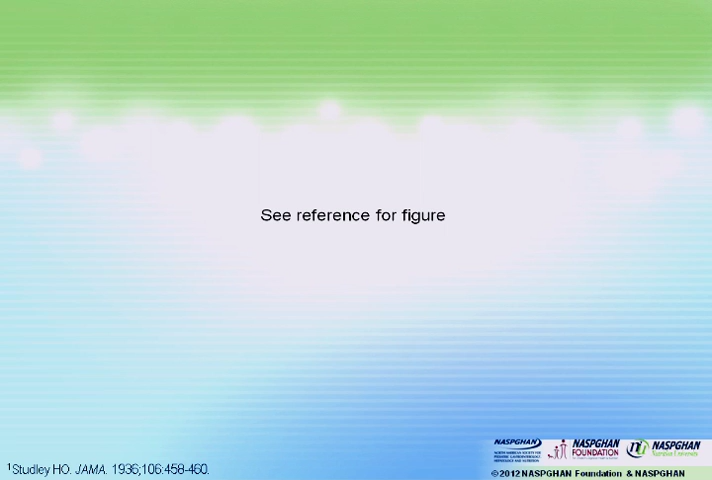 See reference for figure
1Studley HO. JAMA. 1936;106:458-460.
NASPGHAN
NASPGHAN
FOUNDATION
NASPGHAN
©2012 NASPGHAN Foundation & NASPGHAN